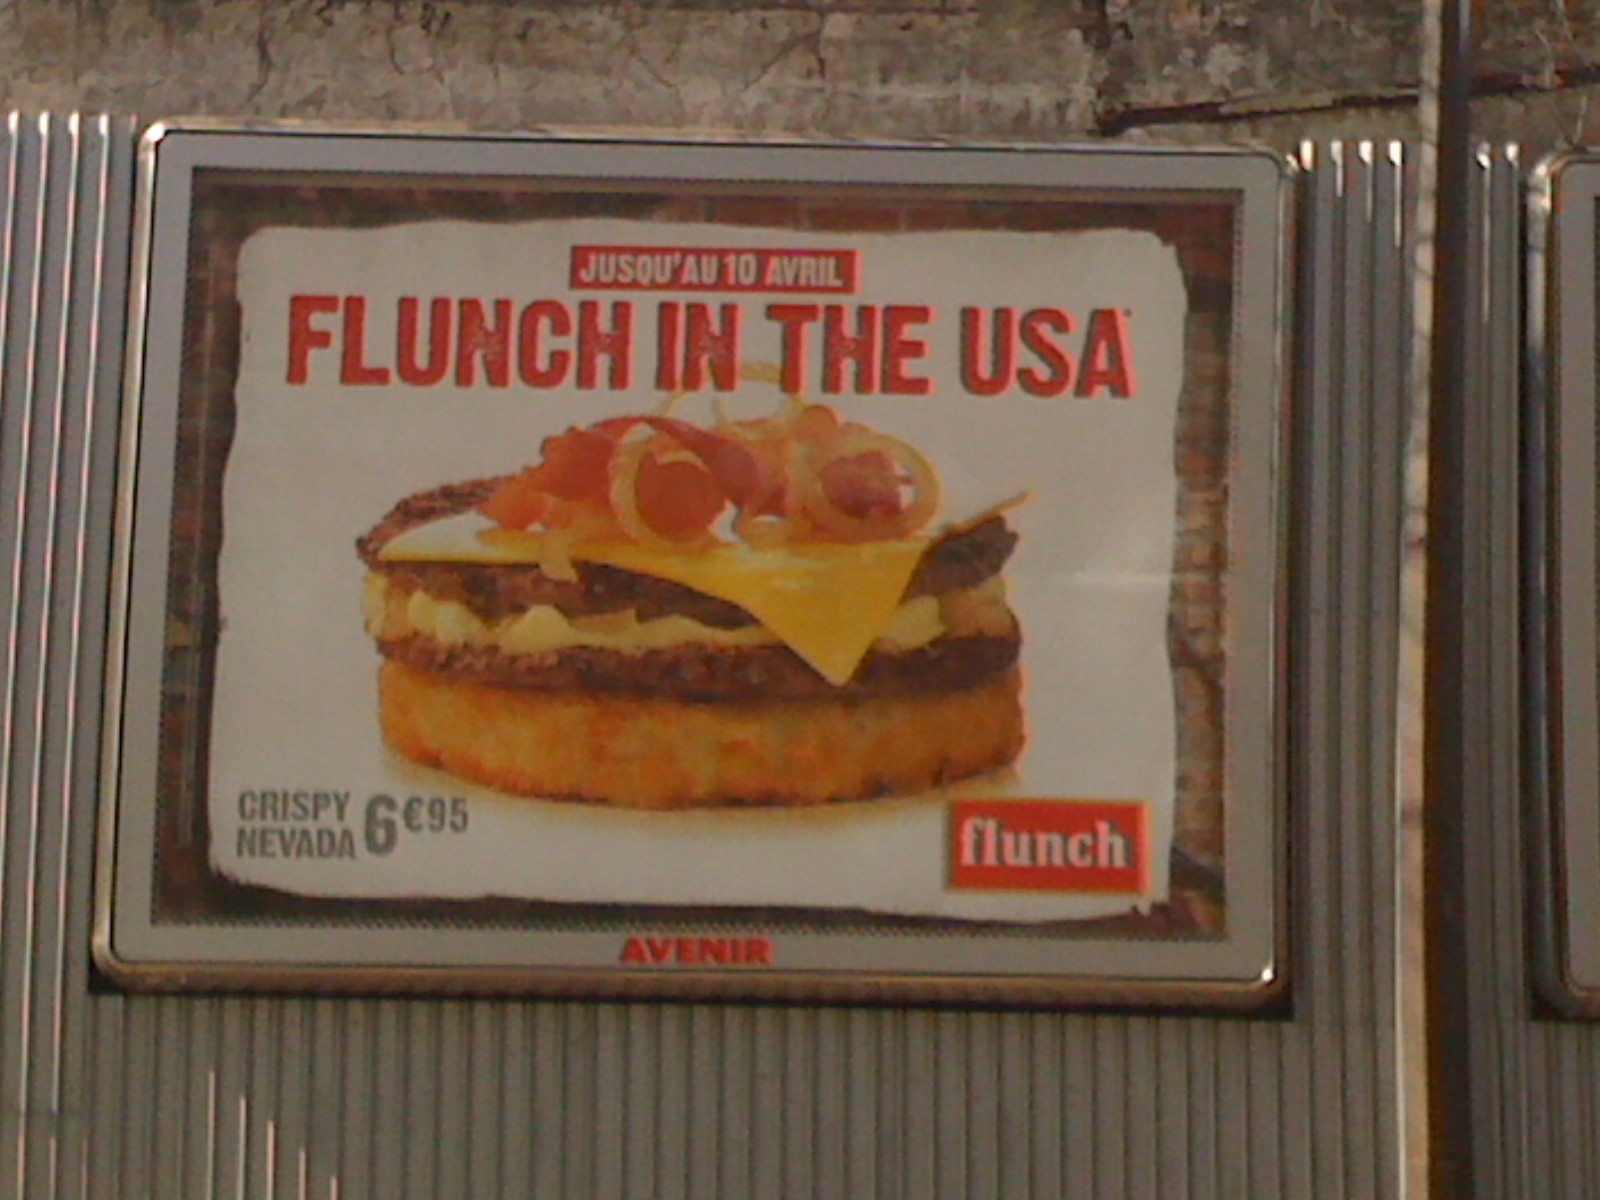 JUSQU'AU 10 AVRIL
FLUNCH IN THE USA*
CRISPY
NEVADA 6€95
flunch
AVENIR